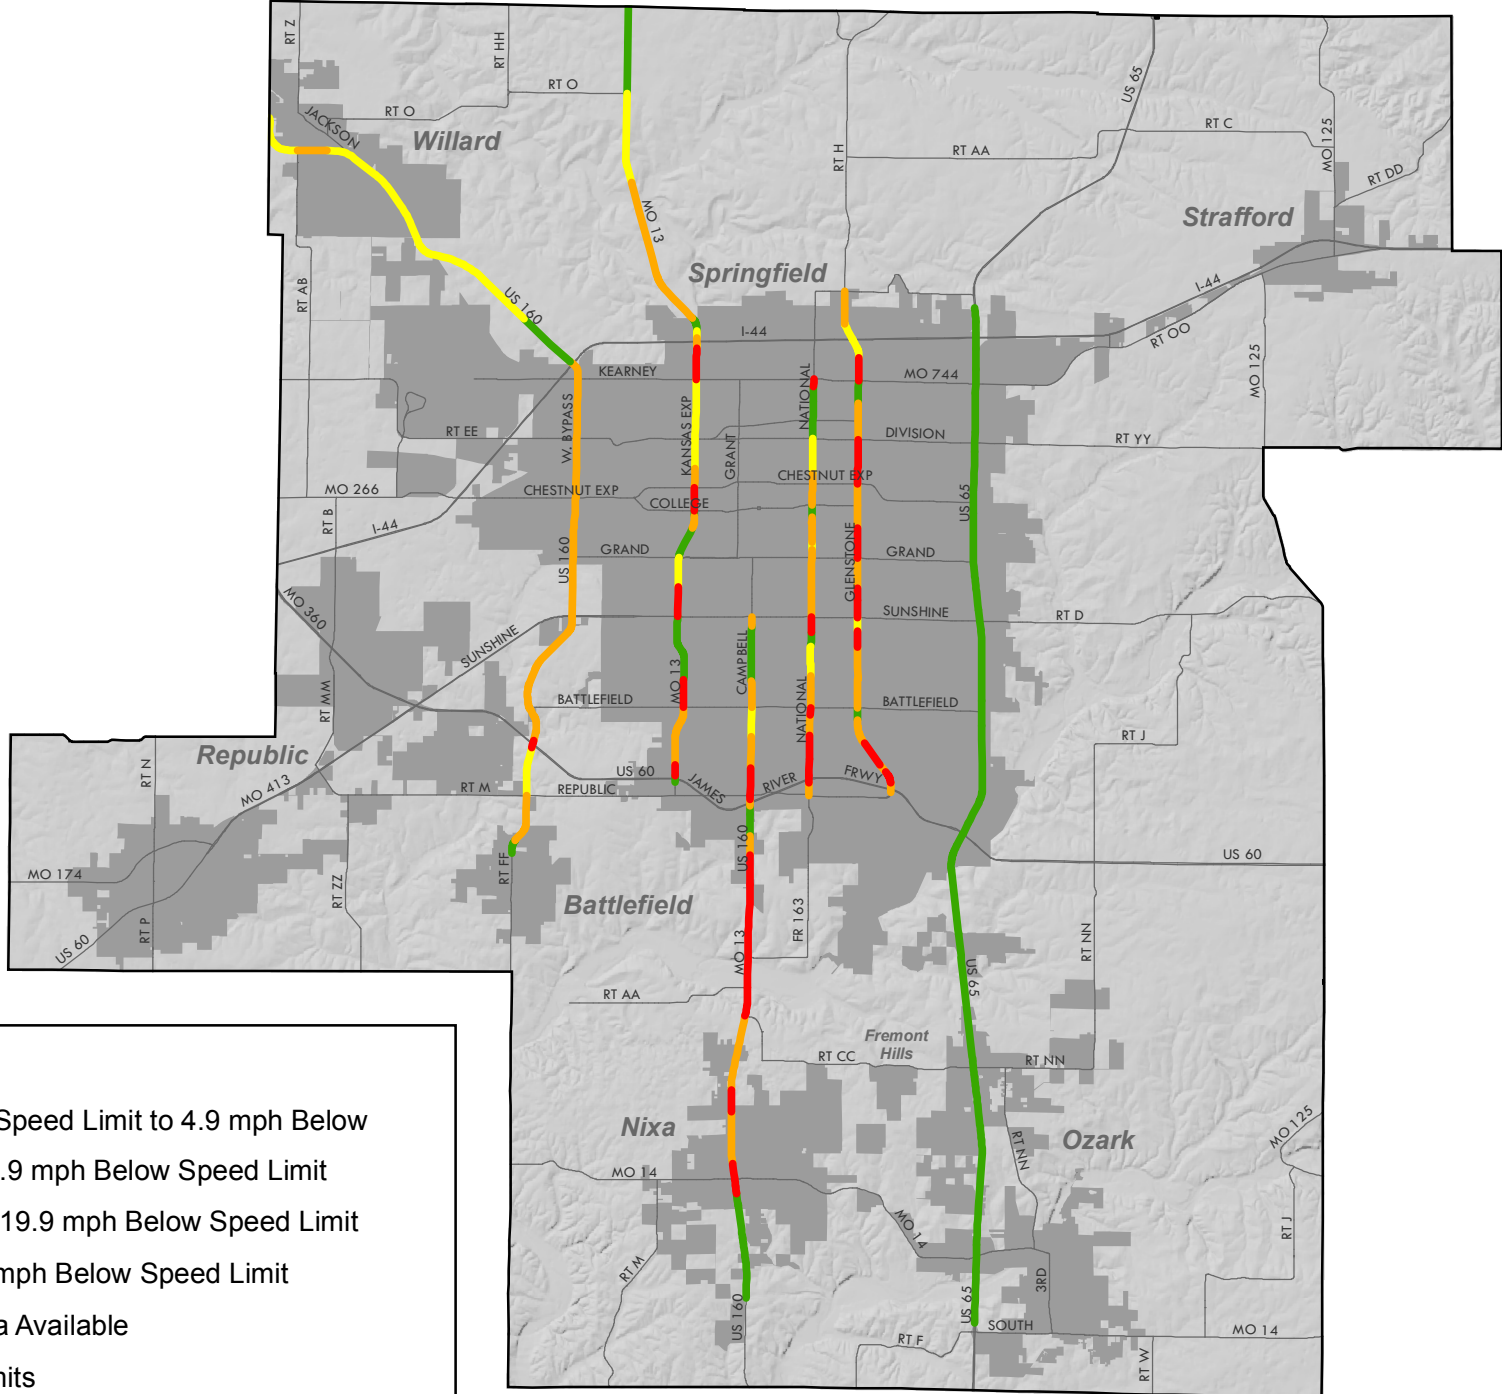 RT Z
RT HH
RT O
RT O
JACKSON
Willard
US 65
RT C
MO 125
RT H
RT AA
RT DD
MO 13
Strafford
Springfield
RT AB
US 160
I-44
I-44
RT OO
MO 125
KEARNEY
MO 744
NATIONAL
W. BYPASS
KANSAS EXP
GRANT
RT EE
DIVISION
RT YY
CHESTNUT EXP
MO 266
CHESTNUT EXP
COLLEGE
US 65
RT B
I-44
GRAND
GLENSTONE
GRAND
US 160
MO 360
SUNSHINE
RT D
SUNSHINE
CAMPBELL
MO 13
RT MM
BATTLEFIELD
NATIONAL
BATTLEFIELD
RT J
Republic
RT N
MO 413
US 60
RT M
REPUBLIC
JAMES
RIVER
FRWY
US 160
US 60
MO 174
RT FF
RT ZZ
Battlefield
RT P
US 60
FR 163
MO 13
RT NN
US 65
RT AA
Fremont
Hills
RT CC
RT NN
Speed Limit to 4.9 mph Below
.9 mph Below Speed Limit
19.9 mph Below Speed Limit
mph Below Speed Limit
a Available
nits
Nixa
Ozark
MO 125
RT NN
MO 14
MO 14
RT J
RT M
3RD
US 160
US 65
SOUTH
RT F
MO 14
RT W